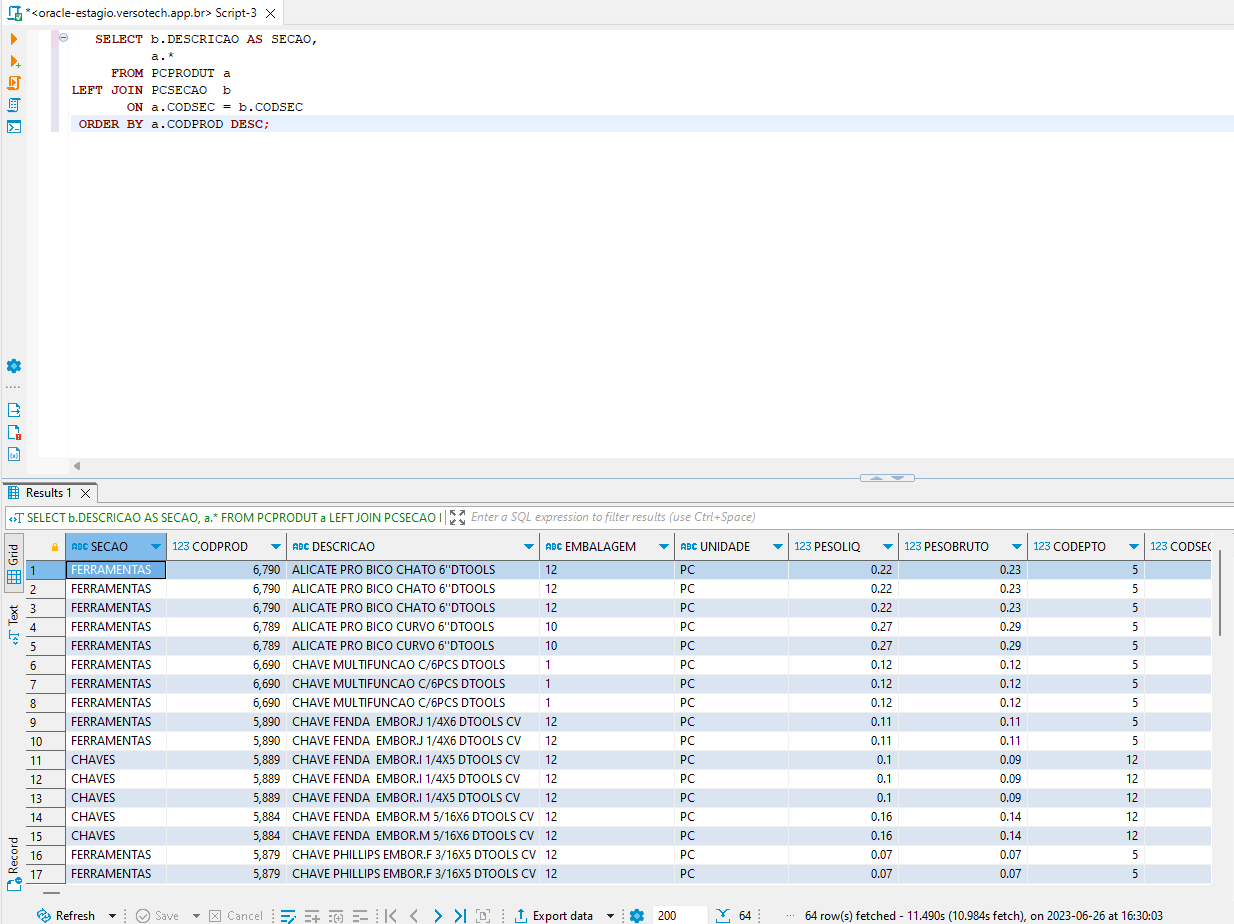 *<oracle-estagio.versotech.app.br> Script-3
SELECT b.DESCRICAO AS SECAO,
a.*
FROM PCPRODUT a
LEFT JOIN PCSECAO b
ON a.CODSEC = b.CODSEC
ORDER BY a.CODPROD DESC;
Results 1
SELECT b.DESCRICAO AS SECAO, a.* FROM PCPRODUT a LEFT JOIN PCSECAO Enter a SQL expression to filter results (use Ctrl+Space)
Grid
Text
Record
ABC SECAO 123 CODPROD ABC DESCRICAO ABC EMBALAGEM ABC UNIDADE 123 PESOLIQ 123 PESOBRUTO 123 CODEPTO 123 CODSEC
1 FERRAMENTAS 6,790 ALICATE PRO BICO CHATO 6''DTOOLS 12 PC 0.22 0.23 5
2 FERRAMENTAS 6,790 ALICATE PRO BICO CHATO 6''DTOOLS 12 PC 0.22 0.23 5
3 FERRAMENTAS 6,790 ALICATE PRO BICO CHATO 6''DTOOLS 12 PC 0.22 0.23 5
4 FERRAMENTAS 6,789 ALICATE PRO BICO CURVO 6''DTOOLS 10 PC 0.27 0.29 5
5 FERRAMENTAS 6,789 ALICATE PRO BICO CURVO 6''DTOOLS 10 PC 0.27 0.29 5
6 FERRAMENTAS 6,690 CHAVE MULTIFUNCAO C/6PCS DTOOLS 1 PC 0.12 0.12 5
7 FERRAMENTAS 6,690 CHAVE MULTIFUNCAO C/6PCS DTOOLS 1 PC 0.12 0.12 5
8 FERRAMENTAS 6,690 CHAVE MULTIFUNCAO C/6PCS DTOOLS 1 PC 0.12 0.12 5
9 FERRAMENTAS 5,890 CHAVE FENDA EMBOR.J 1/4X6 DTOOLS CV 12 PC 0.11 0.11 5
10 FERRAMENTAS 5,890 CHAVE FENDA EMBOR.J 1/4X6 DTOOLS CV 12 PC 0.11 0.11 5
11 CHAVES 5,889 CHAVE FENDA EMBOR.I 1/4X5 DTOOLS CV 12 PC 0.1 0.09 12
12 CHAVES 5,889 CHAVE FENDA EMBOR.I 1/4X5 DTOOLS CV 12 PC 0.1 0.09 12
13 CHAVES 5,889 CHAVE FENDA EMBOR.I 1/4X5 DTOOLS CV 12 PC 0.1 0.09 12
14 CHAVES 5,884 CHAVE FENDA EMBOR.M 5/16X6 DTOOLS CV 12 PC 0.16 0.14 12
15 CHAVES 5,884 CHAVE FENDA EMBOR.M 5/16X6 DTOOLS CV 12 PC 0.16 0.14 12
16 FERRAMENTAS 5,879 CHAVE PHILLIPS EMBOR.F 3/16X5 DTOOLS CV 12 PC 0.07 0.07 5
17 FERRAMENTAS 5,879 CHAVE PHILLIPS EMBOR.F 3/16X5 DTOOLS CV 12 PC 0.07 0.07 5
Refresh Save Cancel Export data 200 64 64 row(s) fetched - 11.490s (10.984s fetch), on 2023-06-26 at 16:30:03